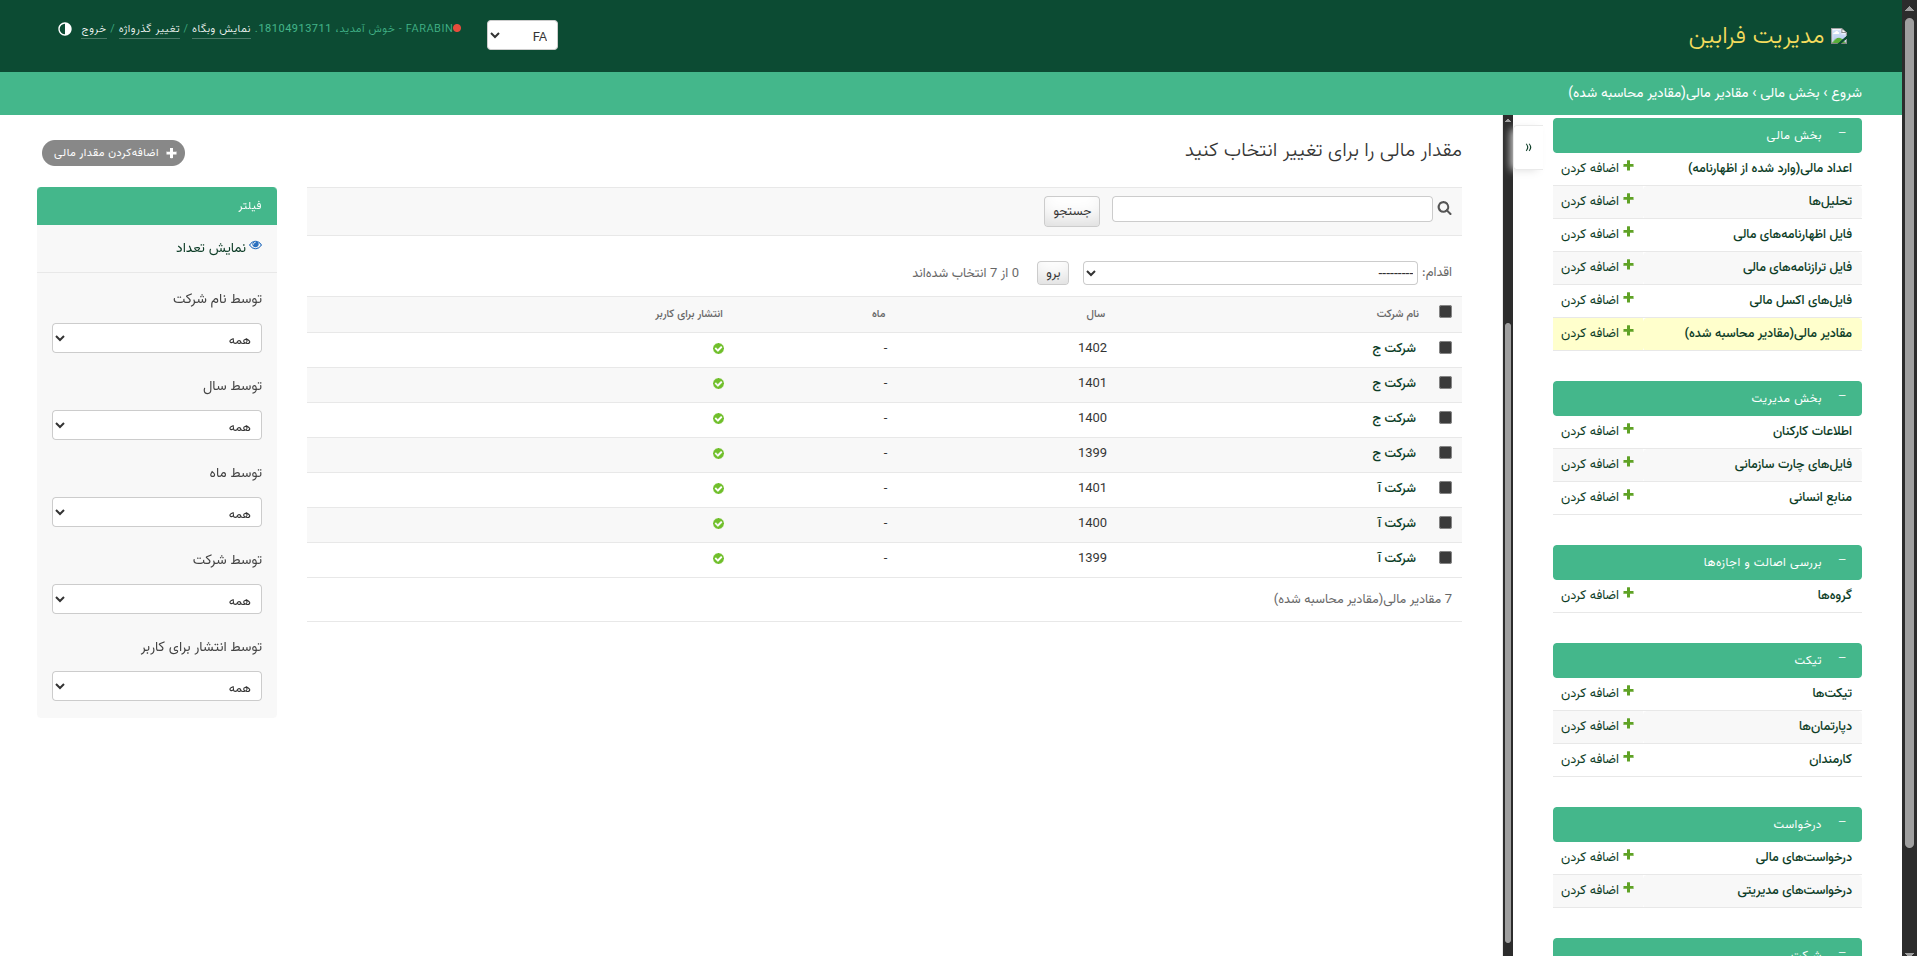 مدیریت فرابین
FA
FARABIN - خوش آمدید، 18104913711. نمایش وبگاه / تغییر گذرواژه / خروج
شروع › بخش مالی › مقادیر مالی(مقادیر محاسبه شده)
بخش مالی
اعداد مالی(وارد شده از اظهارنامه) اضافه کردن
تحلیل‌ها اضافه کردن
فایل اظهارنامه‌های مالی اضافه کردن
فایل ترازنامه‌های مالی اضافه کردن
فایل‌های اکسل مالی اضافه کردن
مقادیر مالی(مقادیر محاسبه شده) اضافه کردن
بخش مدیریت
اطلاعات کارکنان اضافه کردن
فایل‌های چارت سازمانی اضافه کردن
منابع انسانی اضافه کردن
بررسی اصالت و اجازه‌ها
گروه‌ها اضافه کردن
تیکت
تیکت‌ها اضافه کردن
دپارتمان‌ها اضافه کردن
کارمندان اضافه کردن
درخواست
درخواست‌های مالی اضافه کردن
درخواست‌های مدیریتی اضافه کردن
»
مقدار مالی را برای تغییر انتخاب کنید
اضافه‌کردن مقدار مالی
جستجو
اقدام: --------- برو 0 از 7 انتخاب شده‌اند
نام شرکت سال ماه انتشار برای کاربر
شرکت ج 1402 -
شرکت ج 1401 -
شرکت ج 1400 -
شرکت ج 1399 -
شرکت آ 1401 -
شرکت آ 1400 -
شرکت آ 1399 -
7 مقادیر مالی(مقادیر محاسبه شده)
فیلتر
نمایش تعداد
توسط نام شرکت
همه
توسط سال
همه
توسط ماه
همه
توسط شرکت
همه
توسط انتشار برای کاربر
همه